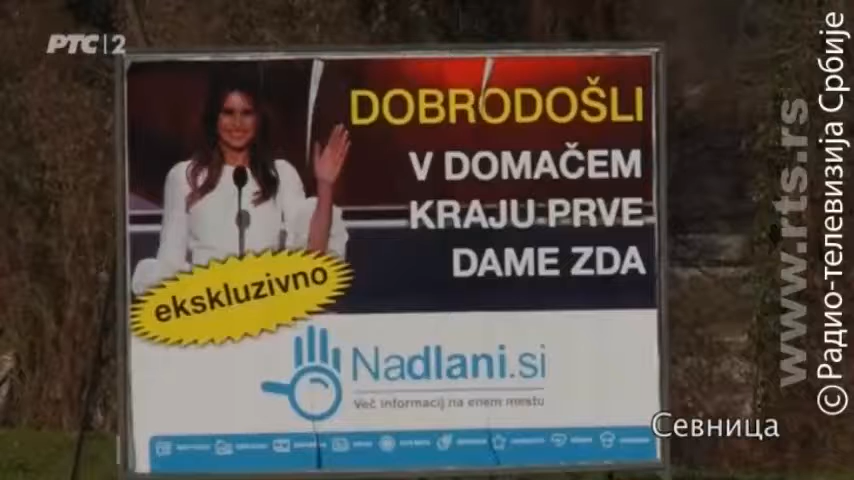 РТС|2
DOBRODOŠLI
V DOMAČEM
KRAJU PRVE
DAME ZDA
ekskluzivno
Nadlani.si
Več informacij na enem mestu
Севница
www.rts.rs
©Радио-телевизија Србије